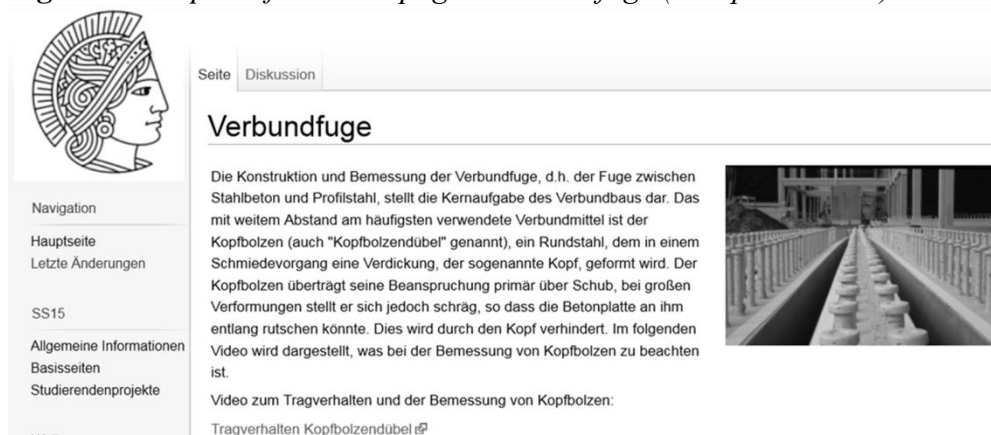 Seite Diskussion
Verbundfuge
Die Konstruktion und Bemessung der Verbundfuge, d.h. der Fuge zwischen
Stahlbeton und Profilstahl, stellt die Kernaufgabe des Verbundbaus dar. Das
mit weitem Abstand am häufigsten verwendete Verbundmittel ist der
Kopfbolzen (auch "Kopfbolzendübel" genannt), ein Rundstahl, dem in einem
Schmiedevorgang eine Verdickung, der sogenannte Kopf, geformt wird. Der
Kopfbolzen überträgt seine Beanspruchung primär über Schub, bei großen
Verformungen stellt er sich jedoch schräg, so dass die Betonplatte an ihm
entlang rutschen könnte. Dies wird durch den Kopf verhindert. Im folgenden
Video wird dargestellt, was bei der Bemessung von Kopfbolzen zu beachten
ist.
Video zum Tragverhalten und der Bemessung von Kopfbolzen:
Tragverhalten Kopfbolzendübel
Navigation
Hauptseite
Letzte Änderungen
SS15
Allgemeine Informationen
Basisseiten
Studierendenprojekte